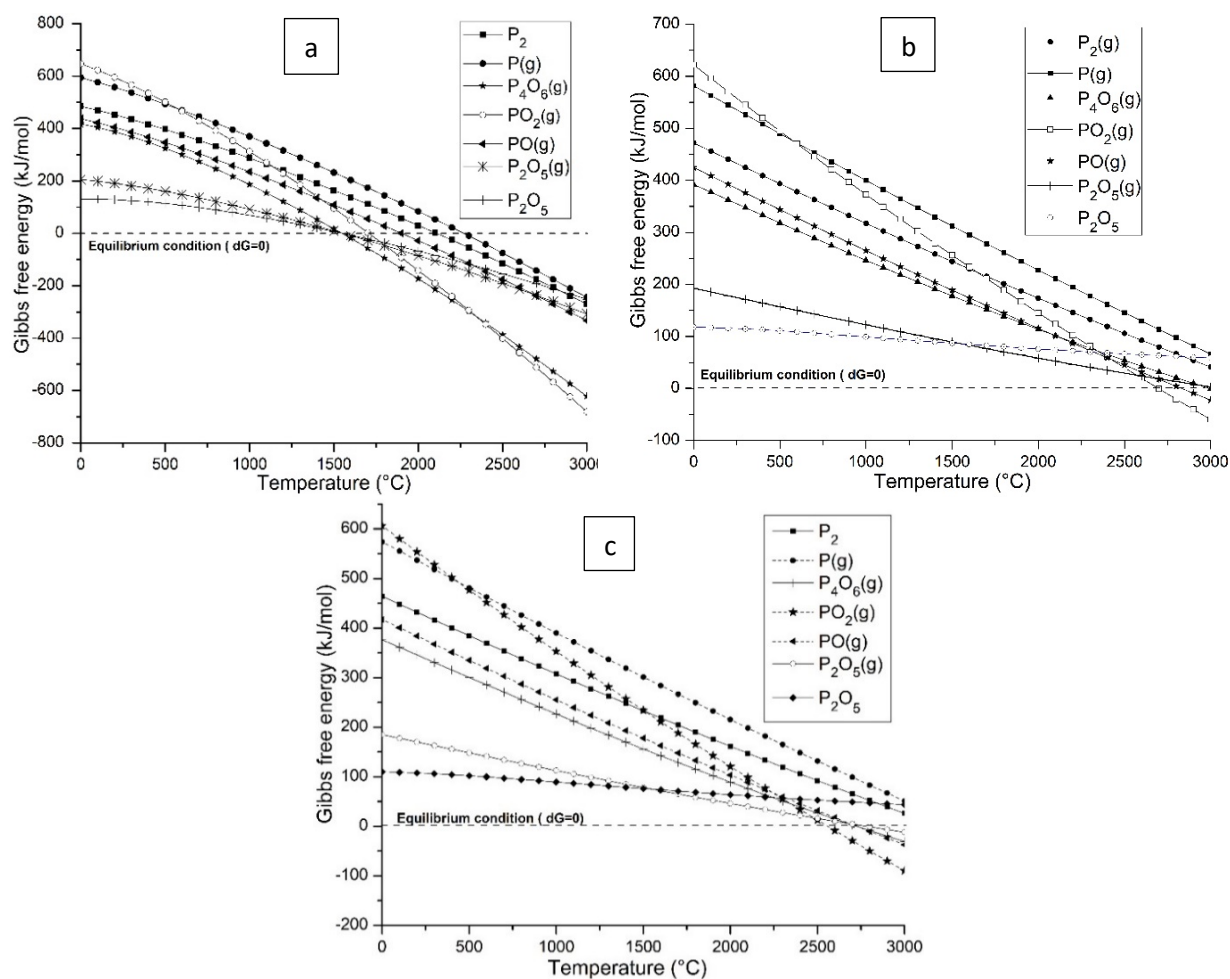 a
P2
P(g)
P4O6(g)
PO2(g)
PO(g)
P2O5(g)
P2O5
800
600
400
200
0
-200
-400
-600
-800
Gibbs free energy (kJ/mol)
Equilibrium condition ( dG=0)
0 500 1000 1500 2000 2500 3000
Temperature (°C)
b
P2(g)
P(g)
P4O6(g)
PO2(g)
PO(g)
P2O5(g)
P2O5
700
600
500
400
300
200
100
0
-100
Gibbs free energy (kJ/mol)
Equilibrium condition ( dG=0)
0 500 1000 1500 2000 2500 3000
Temperature (°C)
c
P2
P(g)
P4O6(g)
PO2(g)
PO(g)
P2O5(g)
P2O5
600
500
400
300
200
100
0
-100
-200
Gibbs free energy (kJ/mol)
Equilibrium condition ( dG=0)
0 500 1000 1500 2000 2500 3000
Temperature (°C)